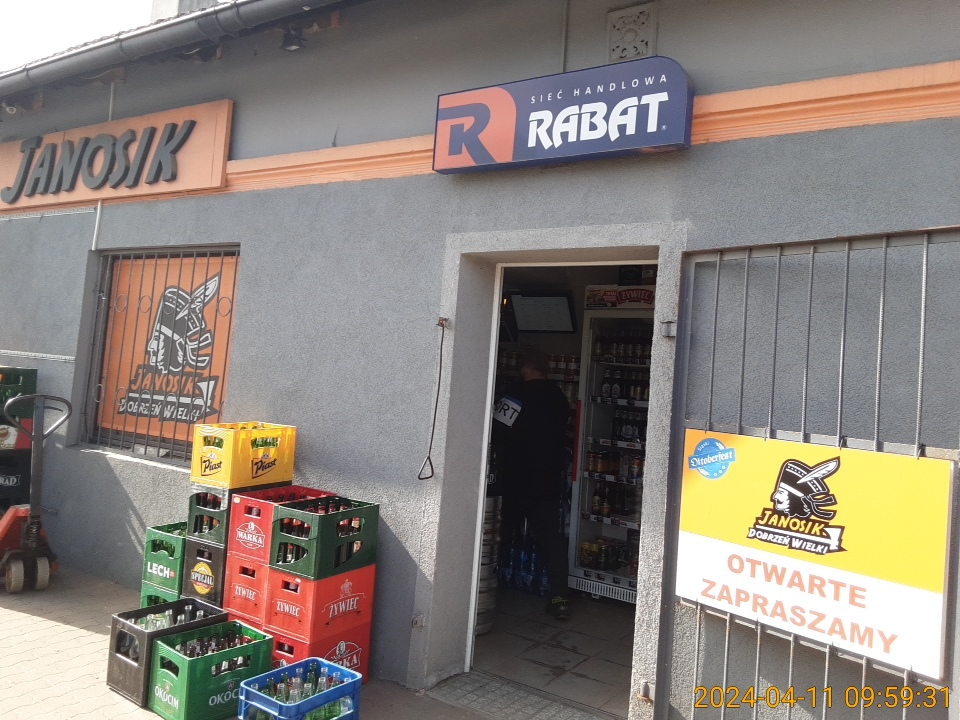 JANOSIK
SIEĆ HANDLOWA
R
RABAT
JANOSIK
DOBRZEŃ WIELKI
ŻYWIEC
Piast
Piast
WARKA
LECH
SPECJAL
ŻYWIEC
ŻYWIEC
WARKA
OKOCIM
OKOCIM
Oktoberfest
JANOSIK
DOBRZEŃ WIELKI
OTWARTE
ZAPRASZAMY
2024-04-11 09:59:31